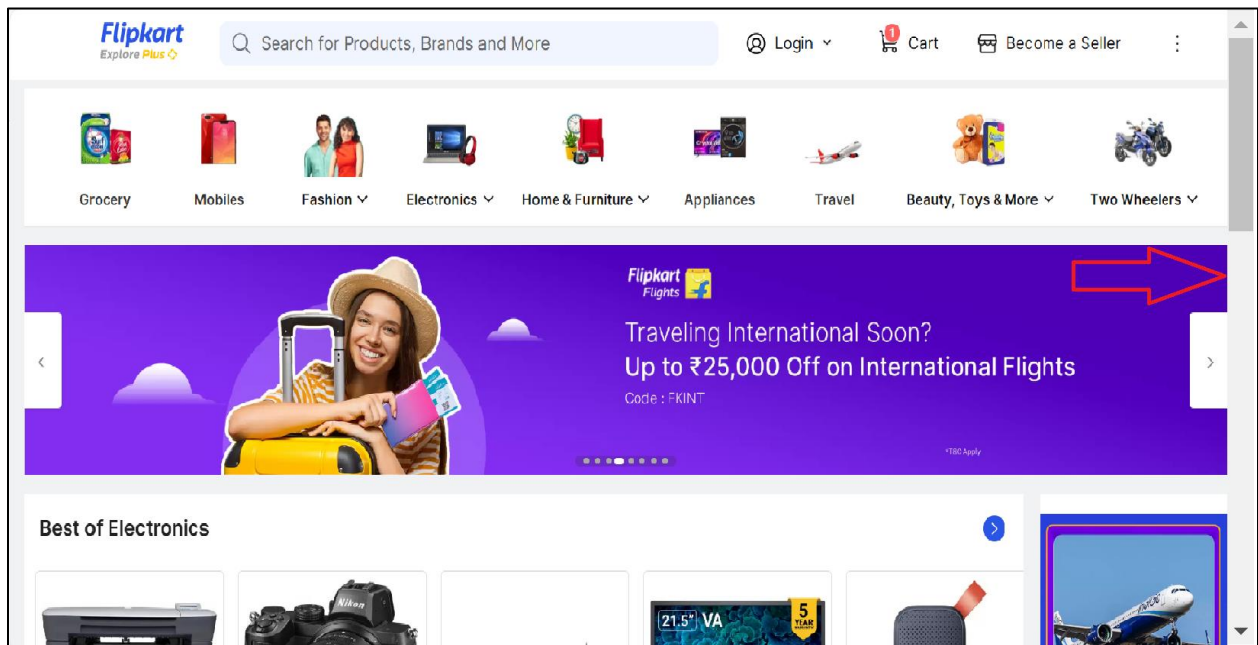 Flipkart
Explore Plus
Search for Products, Brands and More
Login
1
Cart
Become a Seller
Grocery
Mobiles
Fashion
Electronics
Home & Furniture
Appliances
Travel
Beauty, Toys & More
Two Wheelers
Flipkart
Flights
Traveling International Soon?
Up to ₹25,000 Off on International Flights
Code : FKINT
*T&C Apply
Best of Electronics
Nikon
21.5" VA
5
YEAR